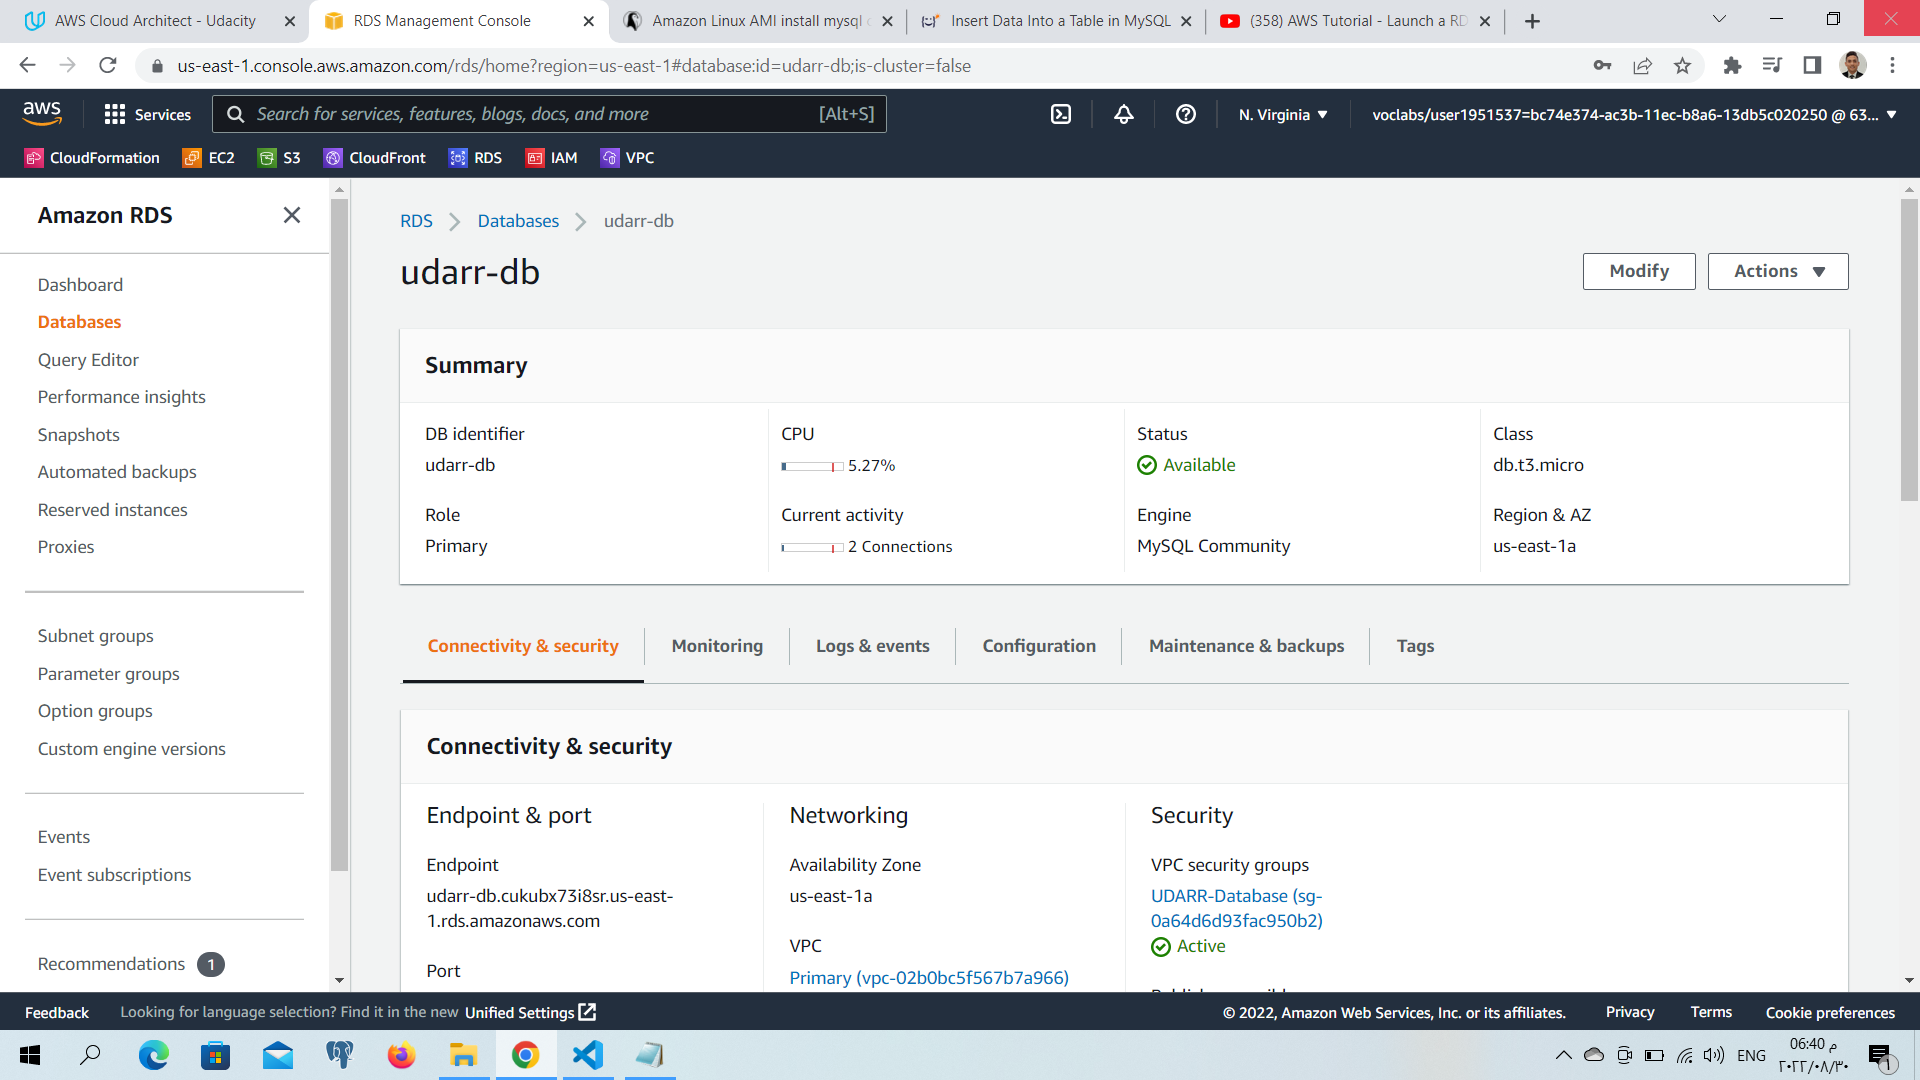 AWS Cloud Architect - Udacity
RDS Management Console
Amazon Linux AMI install mysql
Insert Data Into a Table in MySQL
(358) AWS Tutorial - Launch a RD
us-east-1.console.aws.amazon.com/rds/home?region=us-east-1#database:id=udarr-db;is-cluster=false
aws
Services
Search for services, features, blogs, docs, and more
[Alt+S]
N. Virginia
voclabs/user1951537=bc74e374-ac3b-11ec-b8a6-13db5c020250 @ 63...
CloudFormation
EC2
S3
CloudFront
RDS
IAM
VPC
Amazon RDS
Dashboard
Databases
Query Editor
Performance insights
Snapshots
Automated backups
Reserved instances
Proxies
Subnet groups
Parameter groups
Option groups
Custom engine versions
Events
Event subscriptions
Recommendations 1
RDS
Databases
udarr-db
udarr-db
Modify
Actions
Summary
DB identifier
udarr-db
CPU
5.27%
Status
Available
Class
db.t3.micro
Role
Primary
Current activity
2 Connections
Engine
MySQL Community
Region & AZ
us-east-1a
Connectivity & security
Monitoring
Logs & events
Configuration
Maintenance & backups
Tags
Connectivity & security
Endpoint & port
Endpoint
udarr-db.cukubx73i8sr.us-east-
1.rds.amazonaws.com
Port
Networking
Availability Zone
us-east-1a
VPC
Primary (vpc-02b0bc5f567b7a966)
Security
VPC security groups
UDARR-Database (sg-
0a64d6d93fac950b2)
Active
Feedback
Looking for language selection? Find it in the new Unified Settings
© 2022, Amazon Web Services, Inc. or its affiliates.
Privacy
Terms
Cookie preferences
ENG
06:40 م
٢٠٢٢/٠٨/٣٠
١